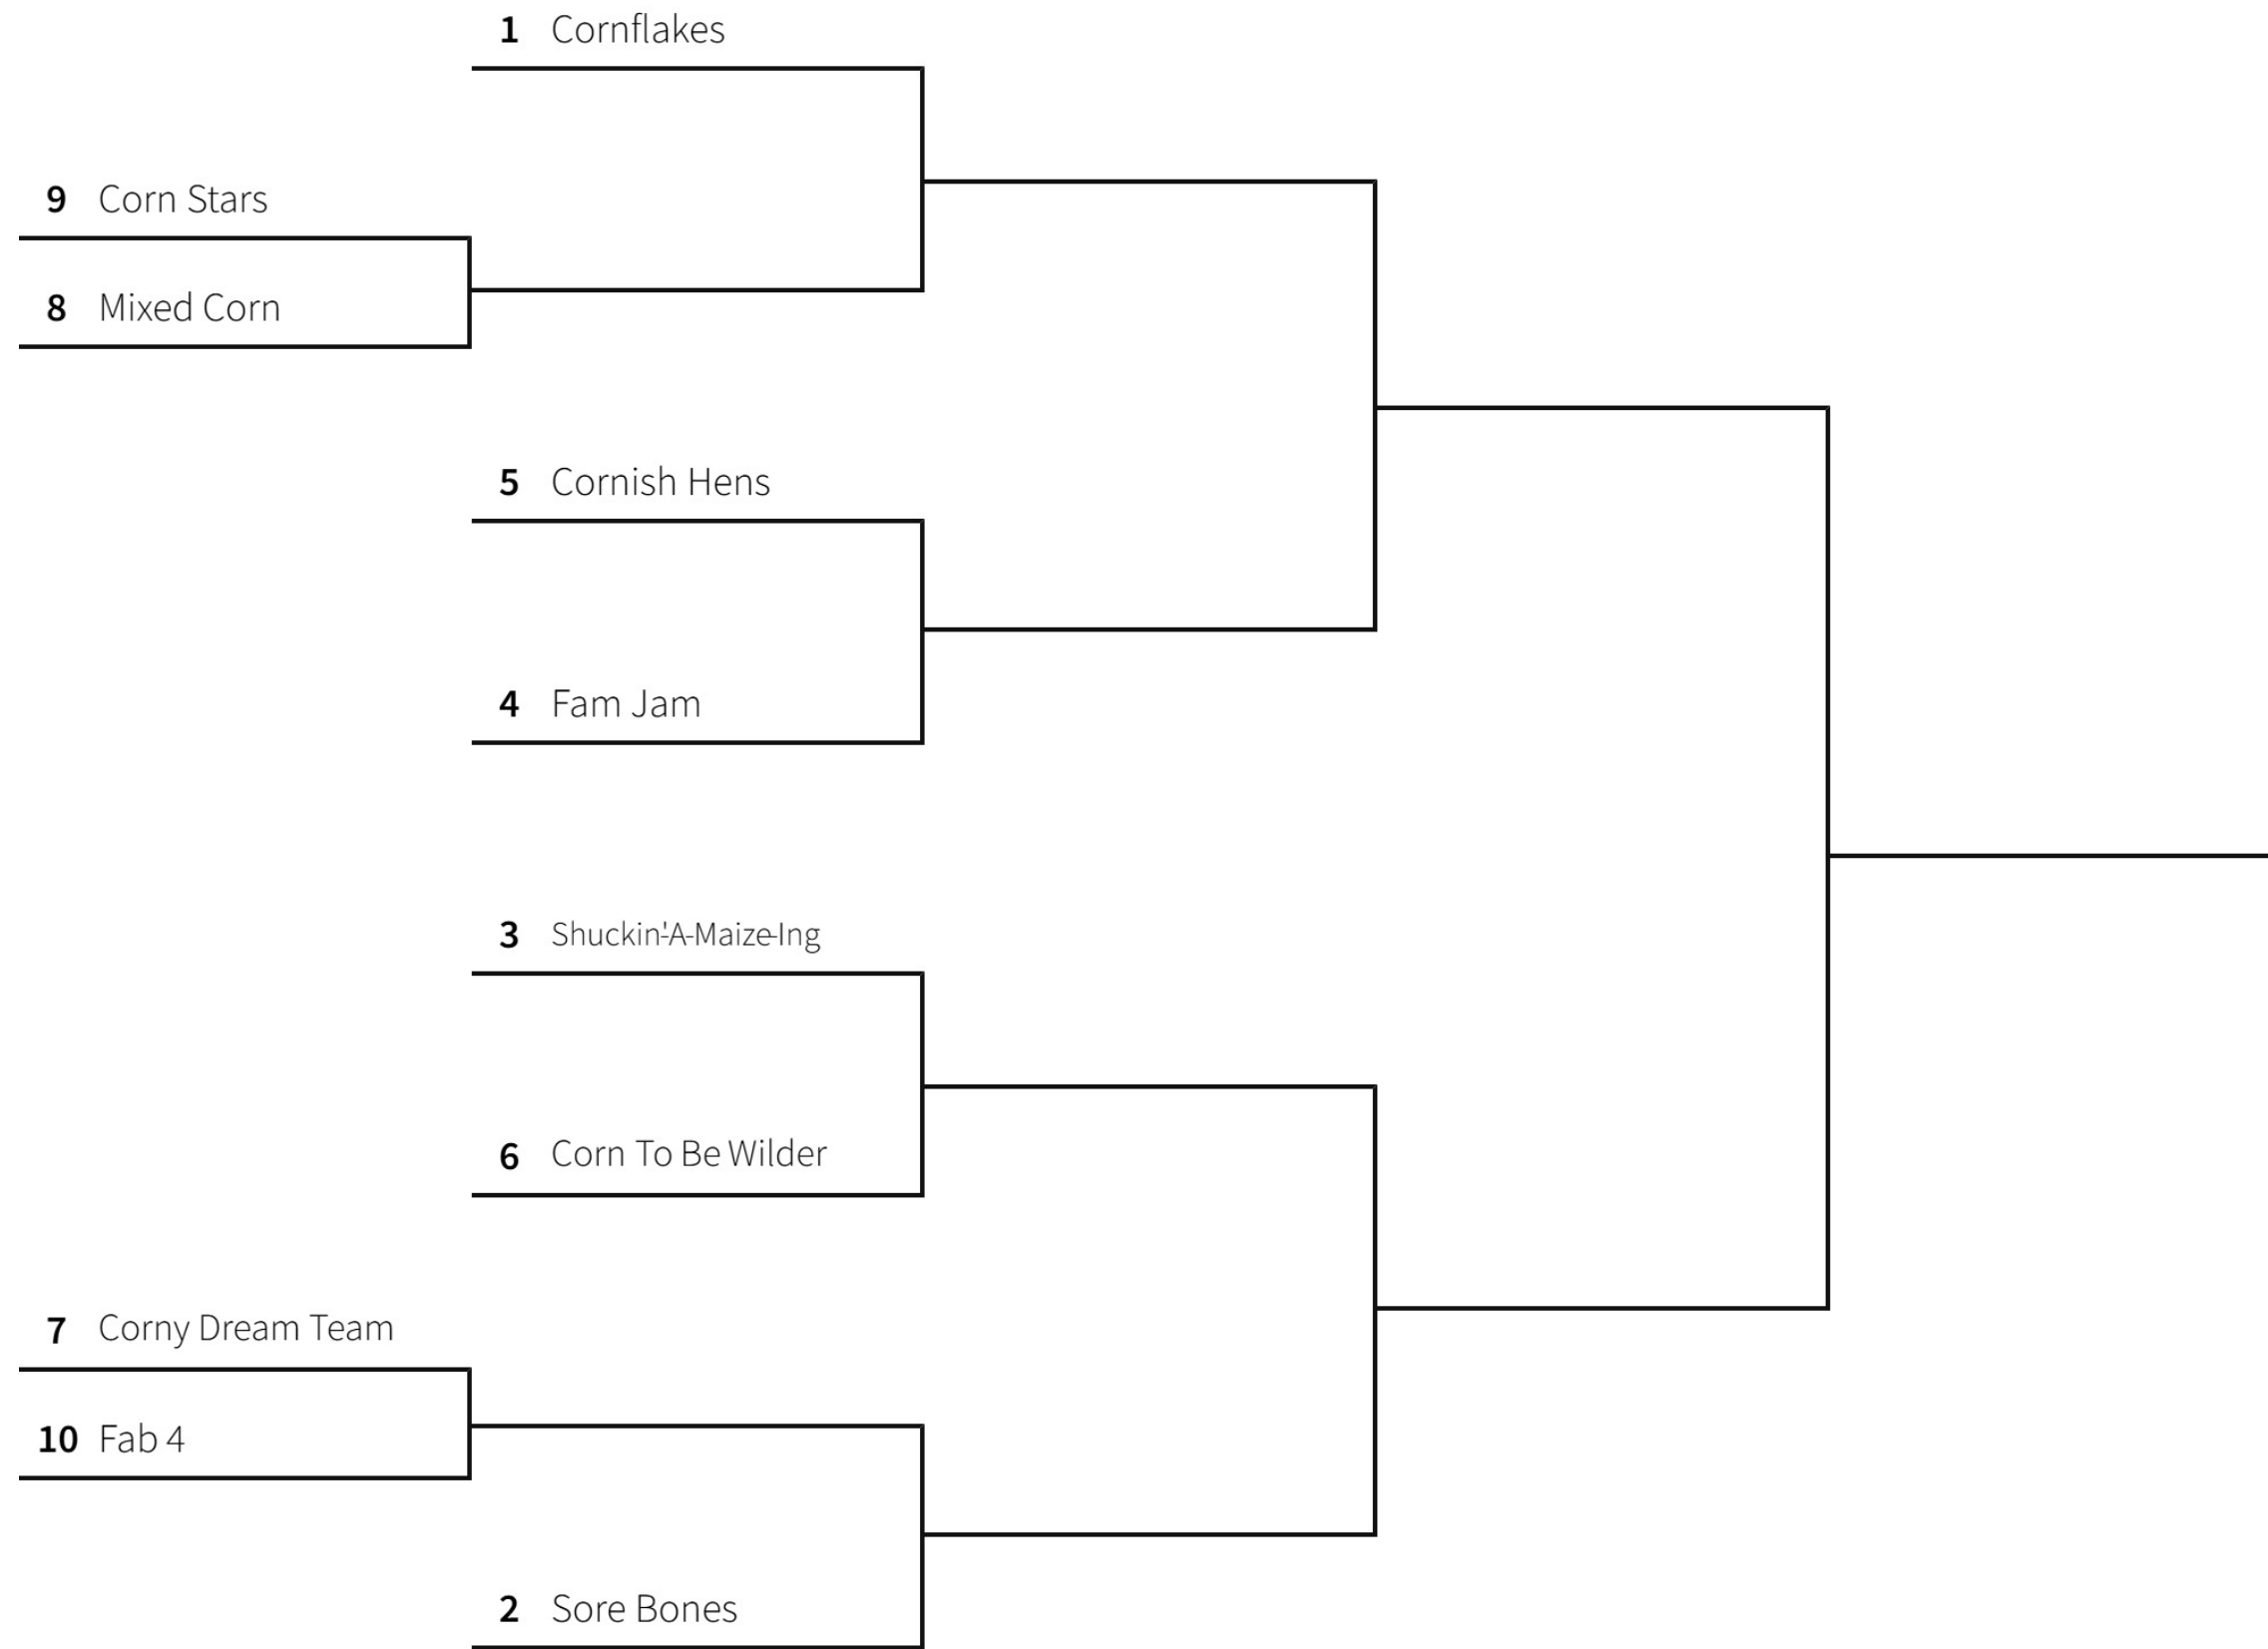 1 Cornflakes
9 Corn Stars
8 Mixed Corn
5 Cornish Hens
4 Fam Jam
3 Shuckin'-A-Maize-Ing
6 Corn To Be Wilder
7 Corny Dream Team
10 Fab 4
2 Sore Bones